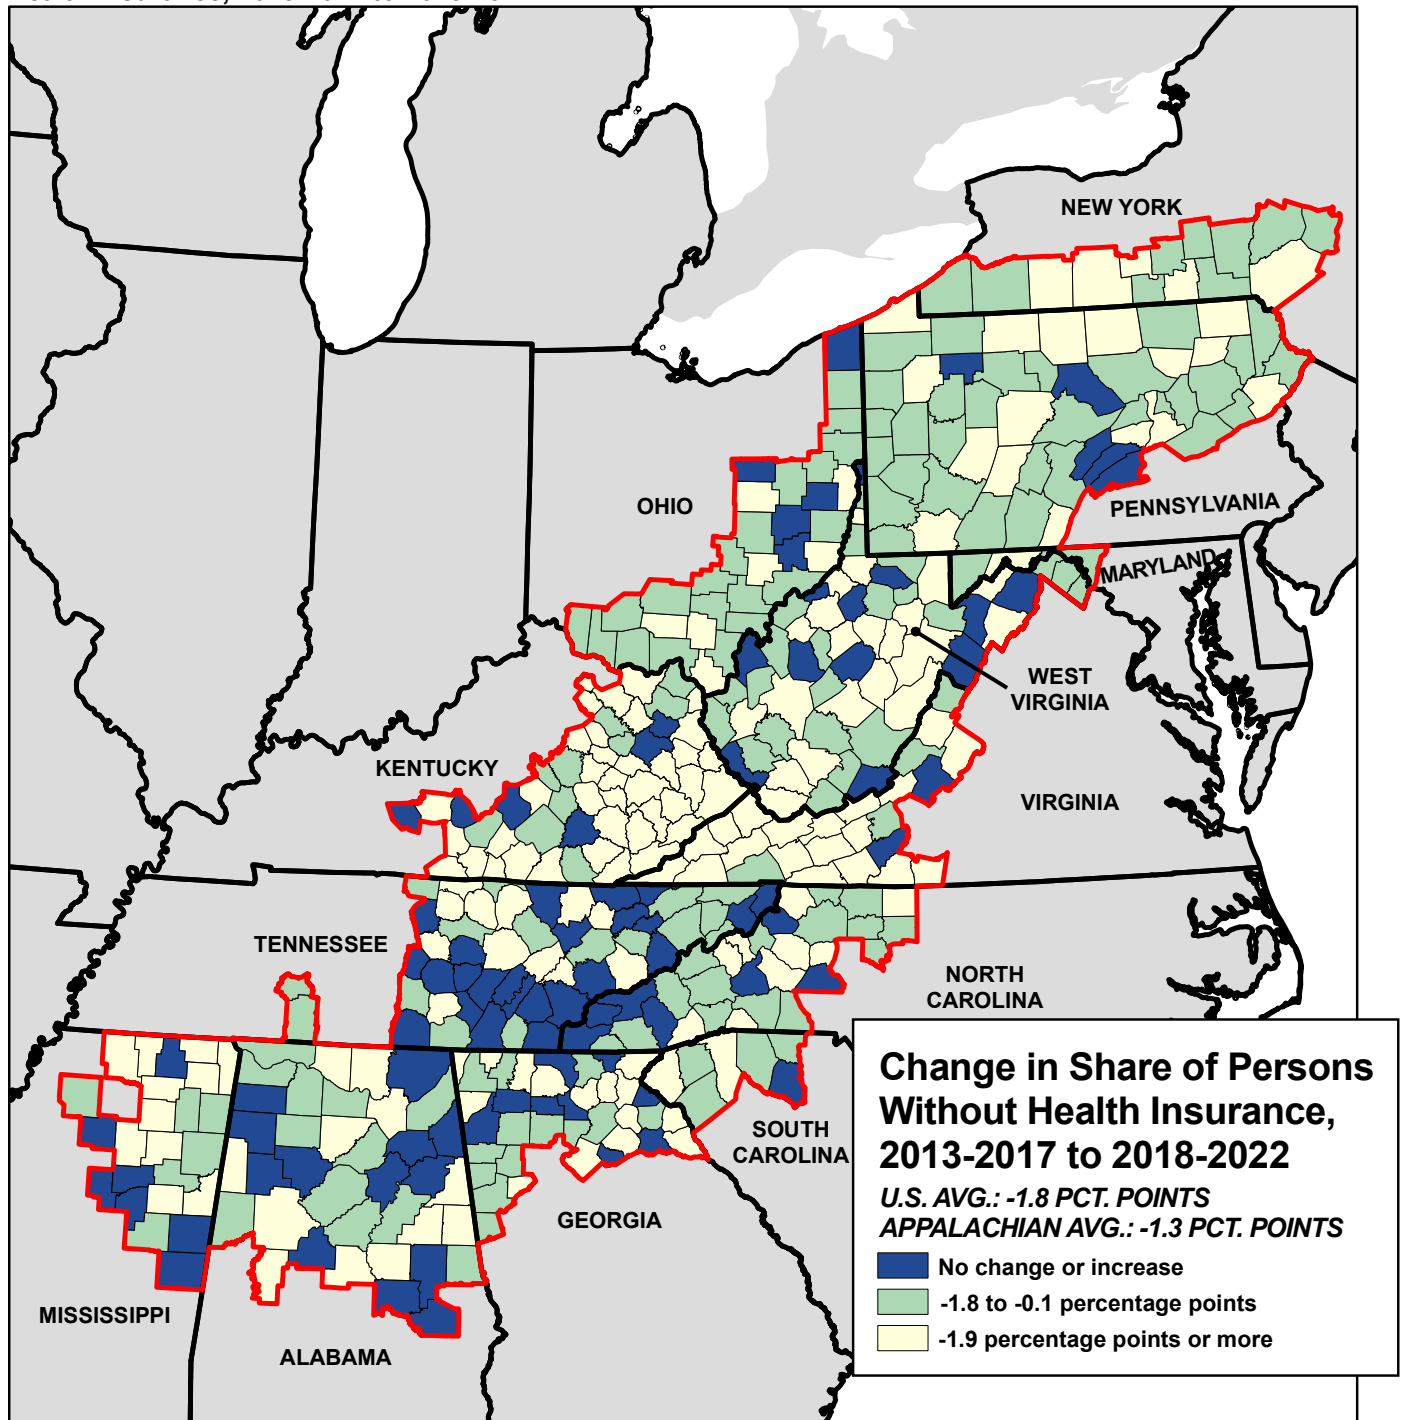 NEW YORK
OHIO
PENNSYLVANIA
MARYLAND
WEST
VIRGINIA
KENTUCKY
VIRGINIA
TENNESSEE
NORTH
CAROLINA
SOUTH
CAROLINA
GEORGIA
MISSISSIPPI
ALABAMA
Change in Share of Persons
Without Health Insurance,
2013-2017 to 2018-2022
U.S. AVG.: -1.8 PCT. POINTS
APPALACHIAN AVG.: -1.3 PCT. POINTS
No change or increase
-1.8 to -0.1 percentage points
-1.9 percentage points or more